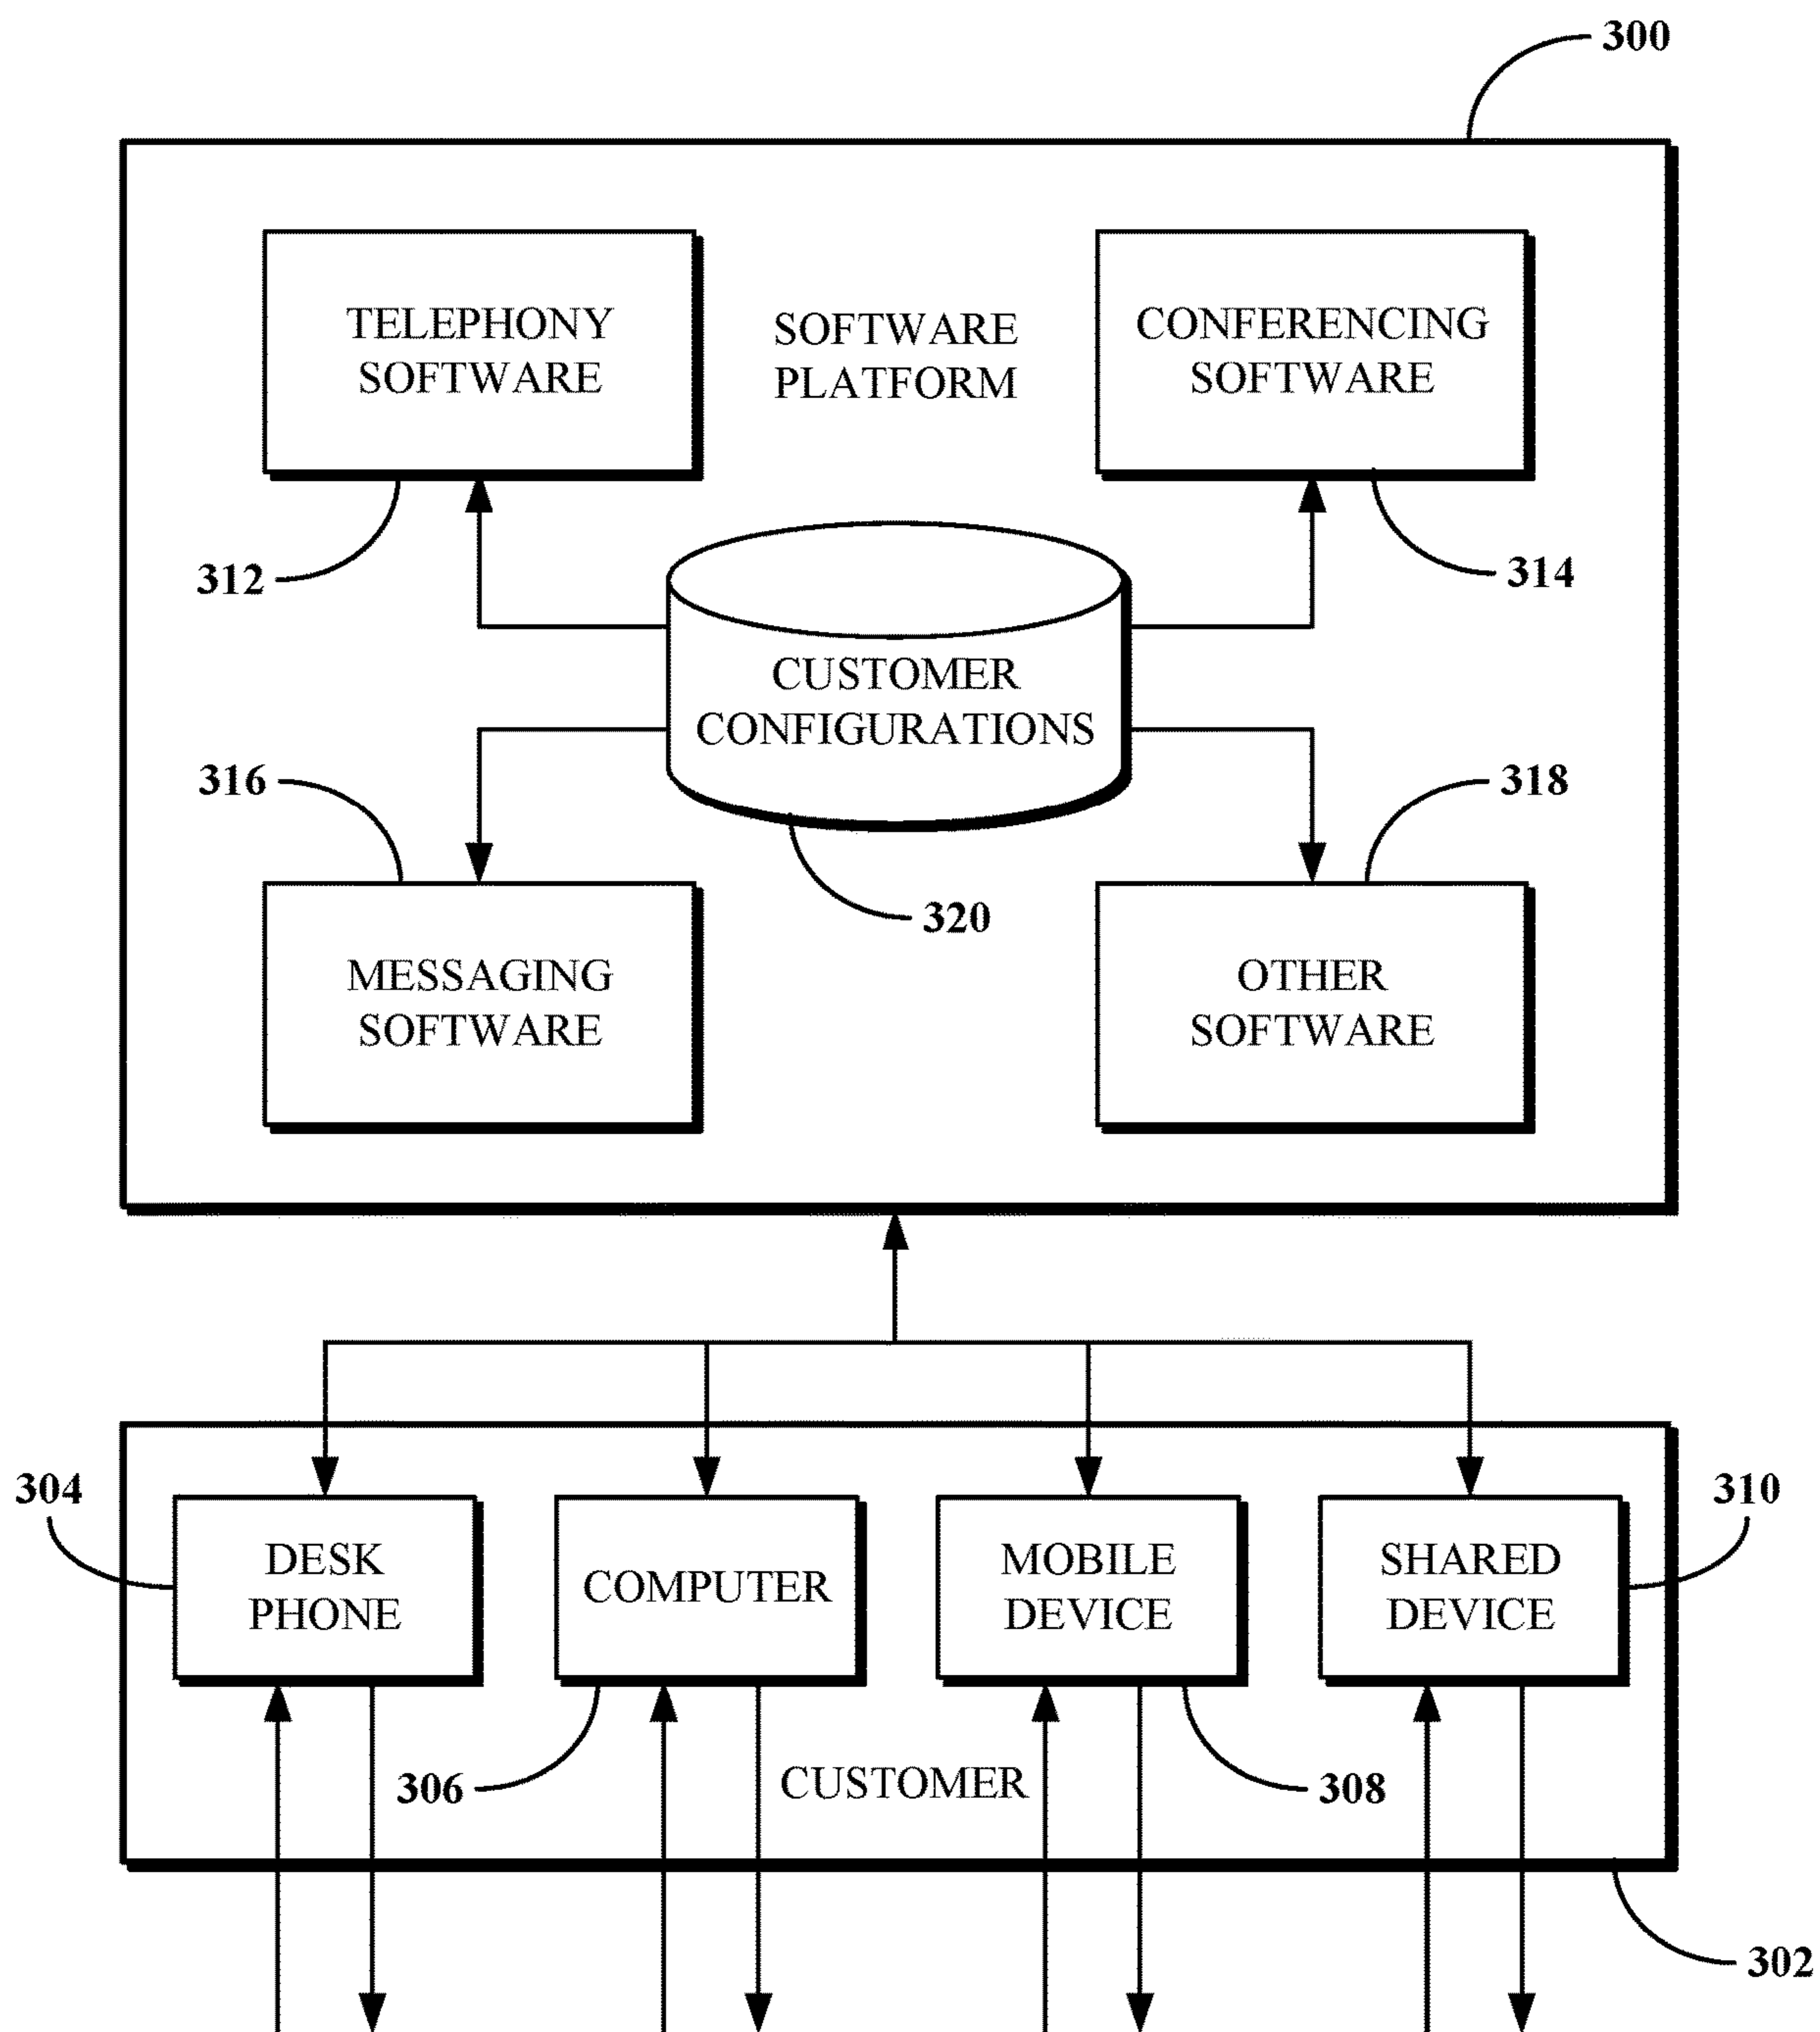 300
TELEPHONY
SOFTWARE
SOFTWARE
PLATFORM
CONFERENCING
SOFTWARE
312
314
CUSTOMER
CONFIGURATIONS
316
318
320
MESSAGING
SOFTWARE
OTHER
SOFTWARE
304
310
DESK
PHONE
COMPUTER
MOBILE
DEVICE
SHARED
DEVICE
306
CUSTOMER
308
302